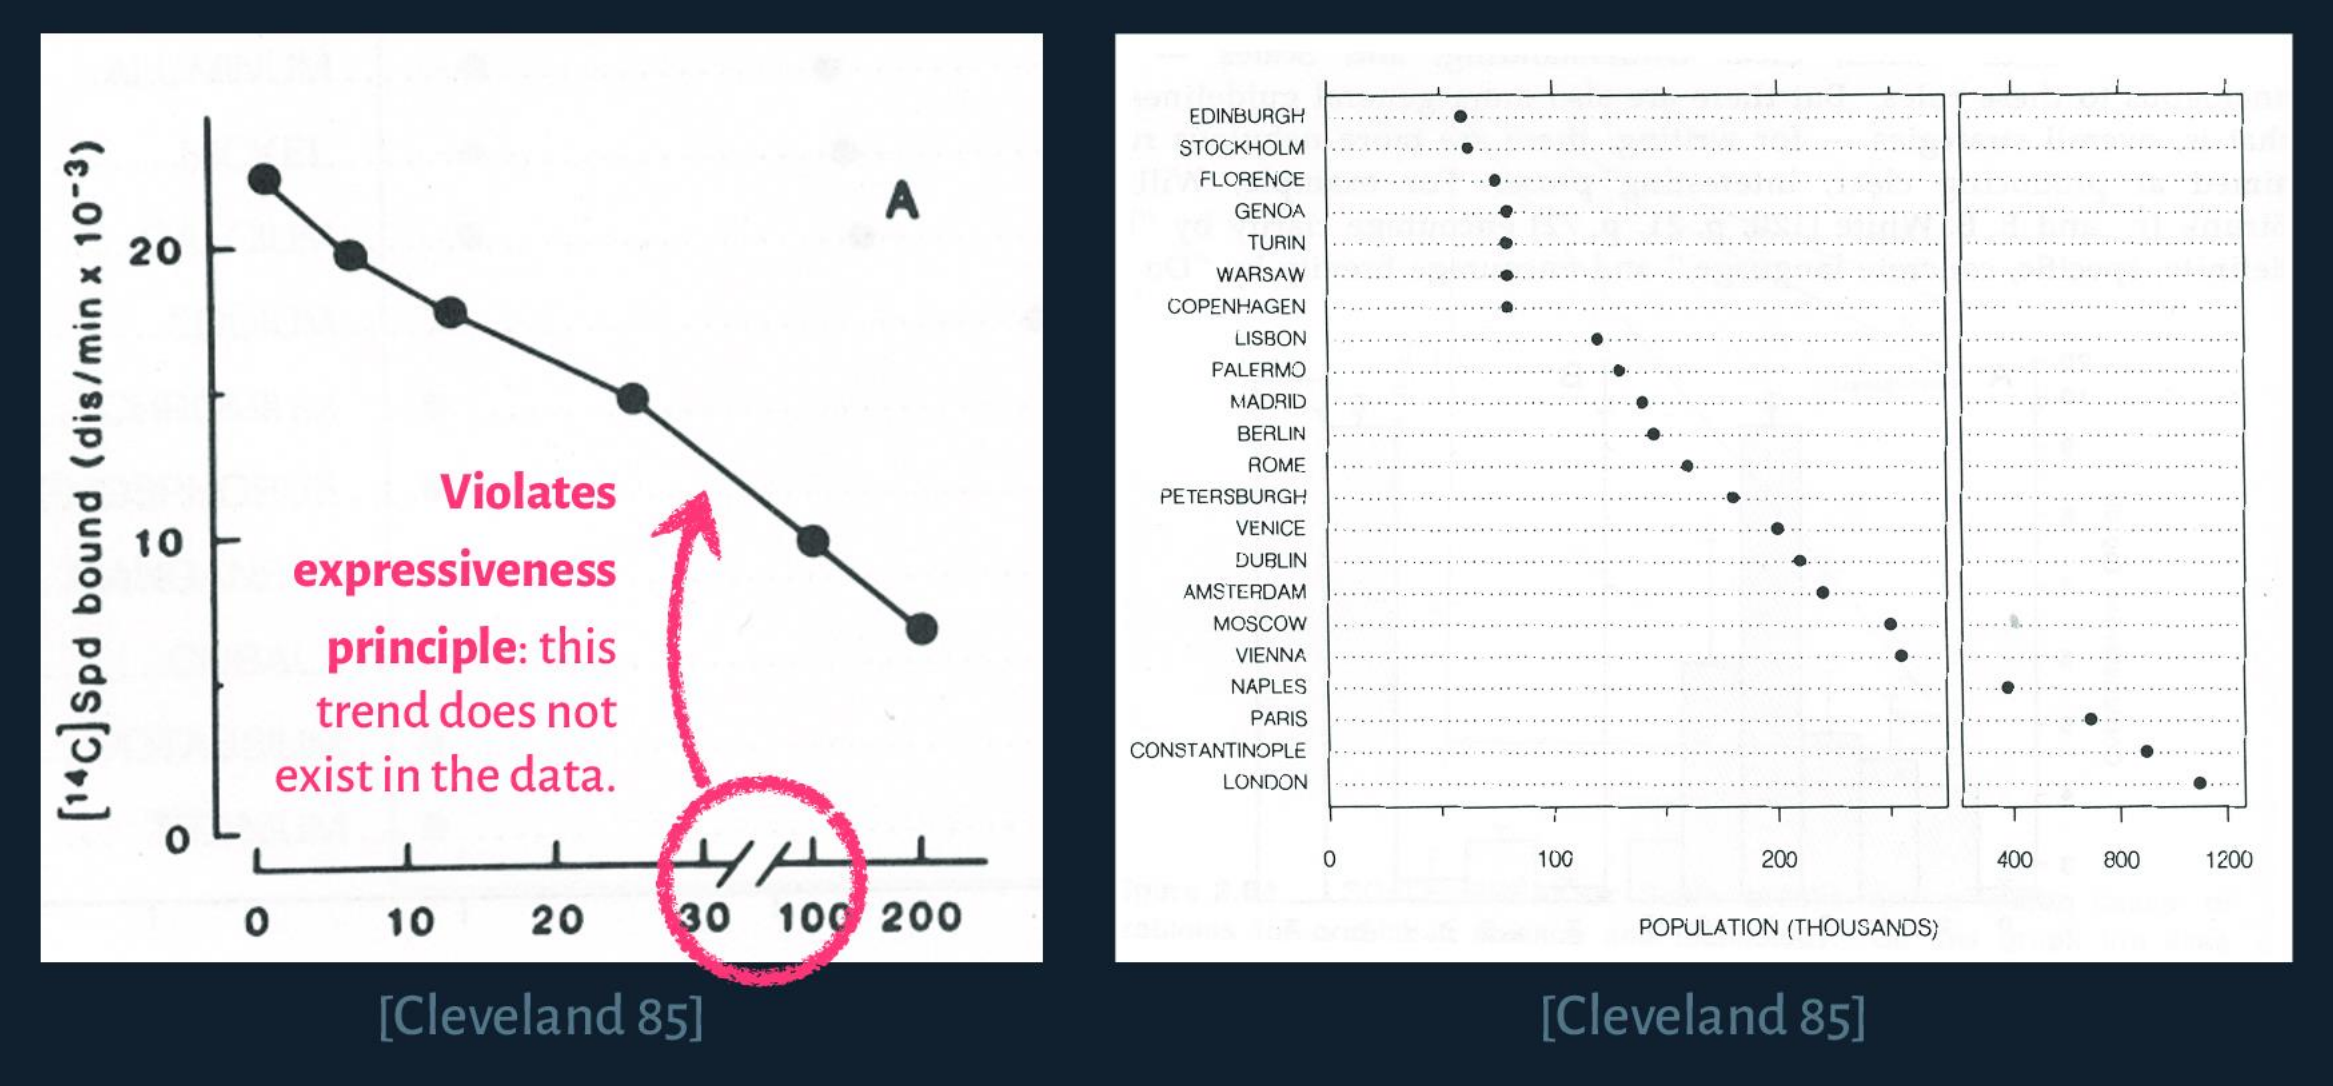 [¹⁴C]Spd bound (dis/min x 10⁻³)
20
10
0
A
Violates
expressiveness
principle: this
trend does not
exist in the data.
0 10 20 30 100 200
[Cleveland 85]
EDINBURGH
STOCKHOLM
FLORENCE
GENOA
TURIN
WARSAW
COPENHAGEN
LISBON
PALERMO
MADRID
BERLIN
ROME
PETERSBURGH
VENICE
DUBLIN
AMSTERDAM
MOSCOW
VIENNA
NAPLES
PARIS
CONSTANTINOPLE
LONDON
0 100 200 400 800 1200
POPULATION (THOUSANDS)
[Cleveland 85]